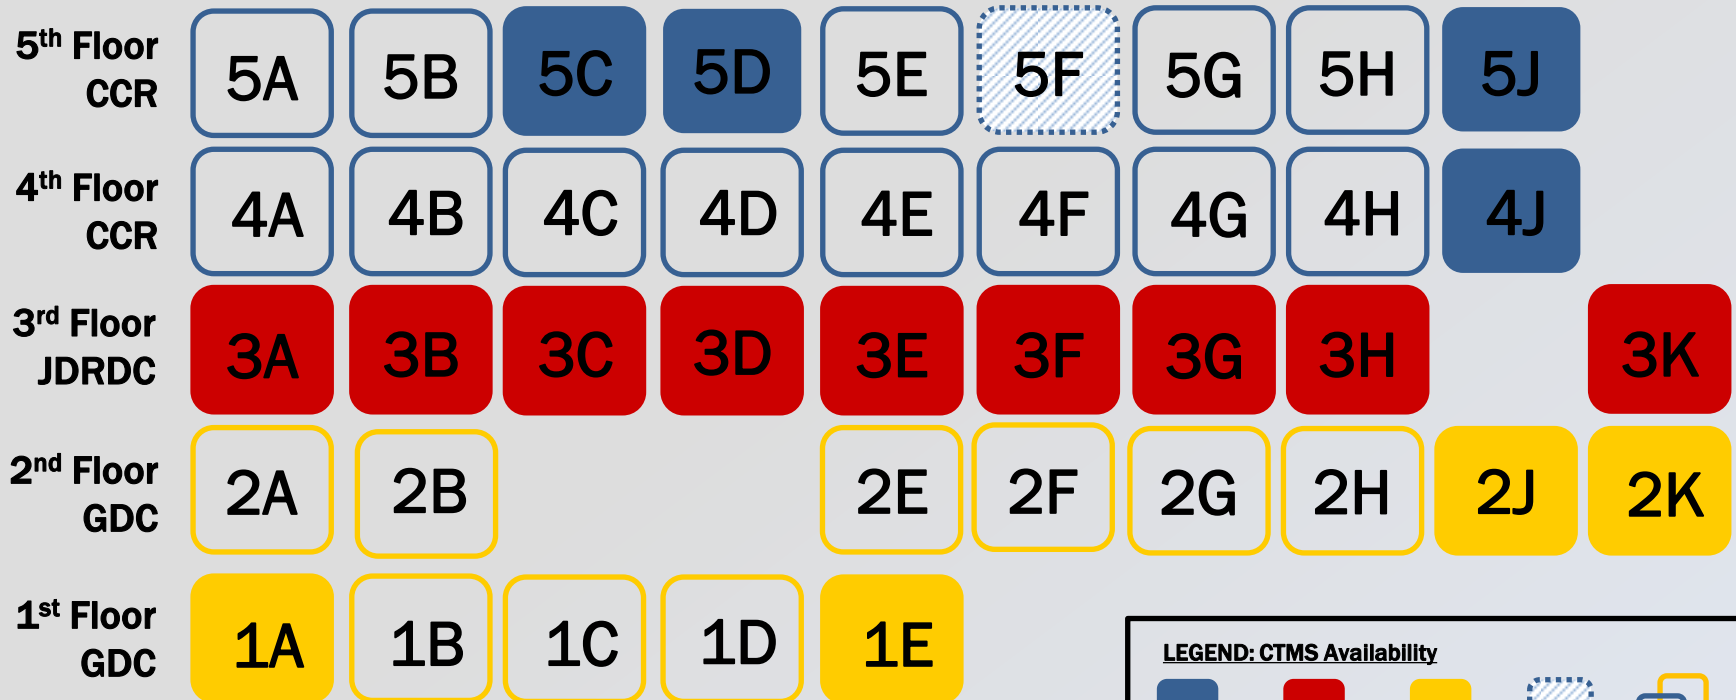 5th Floor
CCR
5A 5B 5C 5D 5E 5F 5G 5H 5J
4th Floor
CCR
4A 4B 4C 4D 4E 4F 4G 4H 4J
3rd Floor
JDRDC
3A 3B 3C 3D 3E 3F 3G 3H 3K
2nd Floor
GDC
2A 2B 2E 2F 2G 2H 2J 2K
1st Floor
GDC
1A 1B 1C 1D 1E
LEGEND: CTMS Availability